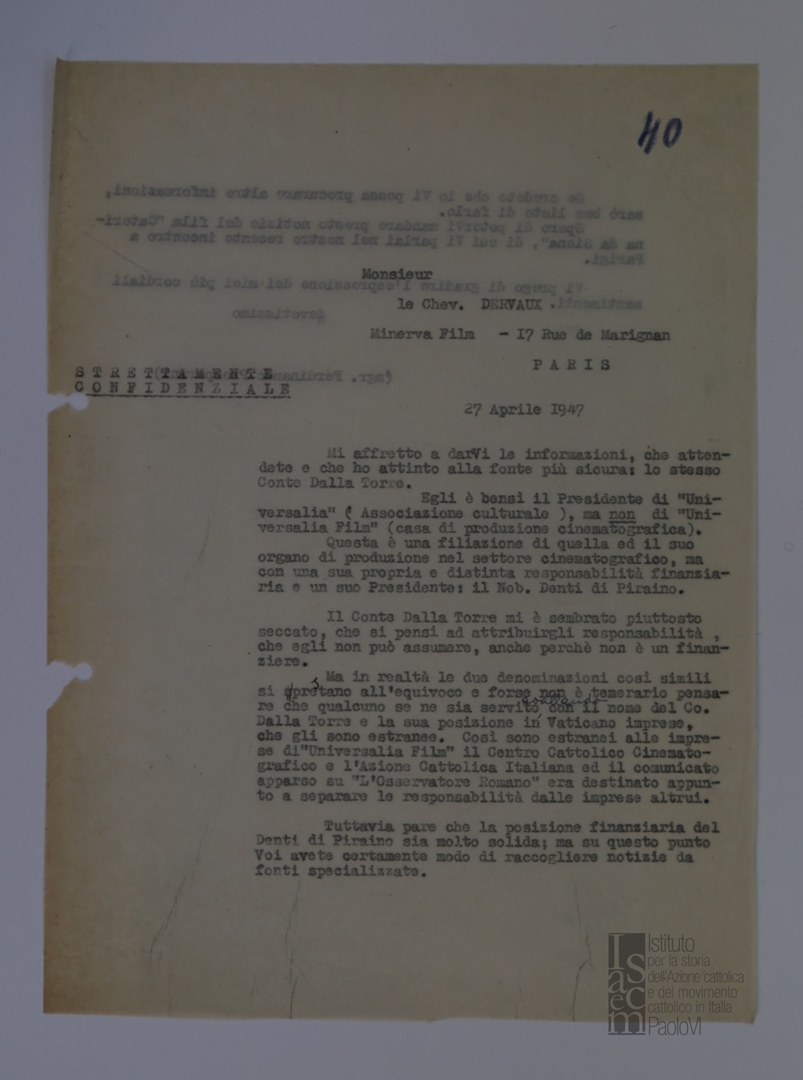 40
Monsieur
le Chev. DERVAUX
Minerva Film - 17 Rue de Marignan
PARIS
STRETTAMENTE
CONFIDENZIALE
27 Aprile 1947
Mi affretto a darVi le informazioni, che atten-
dete e che ho attinto alla fonte più sicura: lo stesso
Conte Dalla Torre.
Egli è bensì il Presidente di "Uni-
versalia" ( Associazione culturale ), ma non di "Uni-
versalia Film" (casa di produzione cinematografica).
Questa è una filiazione di quella ed il suo
organo di produzione nel settore cinematografico, ma
con una sua propria e distinta responsabilità finanzia-
ria e un suo Presidente: il Nob. Denti di Piraino.
Il Conte Dalla Torre mi è sembrato piuttosto
seccato, che si pensi ad attribuirgli responsabilità ,
che egli non può assumere, anche perchè non è un finan-
ziere.
Ma in realtà le due denominazioni così simili
si prestano all'equivoco e forse non è temerario pensa-
re che qualcuno se ne sia servito, con il nome del Co.
Dalla Torre e la sua posizione in Vaticano imprese,
che gli sono estranee. Così sono estranei alle impre-
se di"Universalia Film" il Centro Cattolico Cinemato-
grafico e l'Azione Cattolica Italiana ed il comunicato
apparso su "L'Osservatore Romano" era destinato appun-
to a separare le responsabilità dalle imprese altrui.
Tuttavia pare che la posizione finanziaria del
Denti di Piraino sia molto solida; ma su questo punto
Voi avete certamente modo di raccogliere notizie da
fonti specializzate.
Isacem
Istituto
per la storia
dell'Azione cattolica
e del movimento
cattolico in Italia
PaoloVI